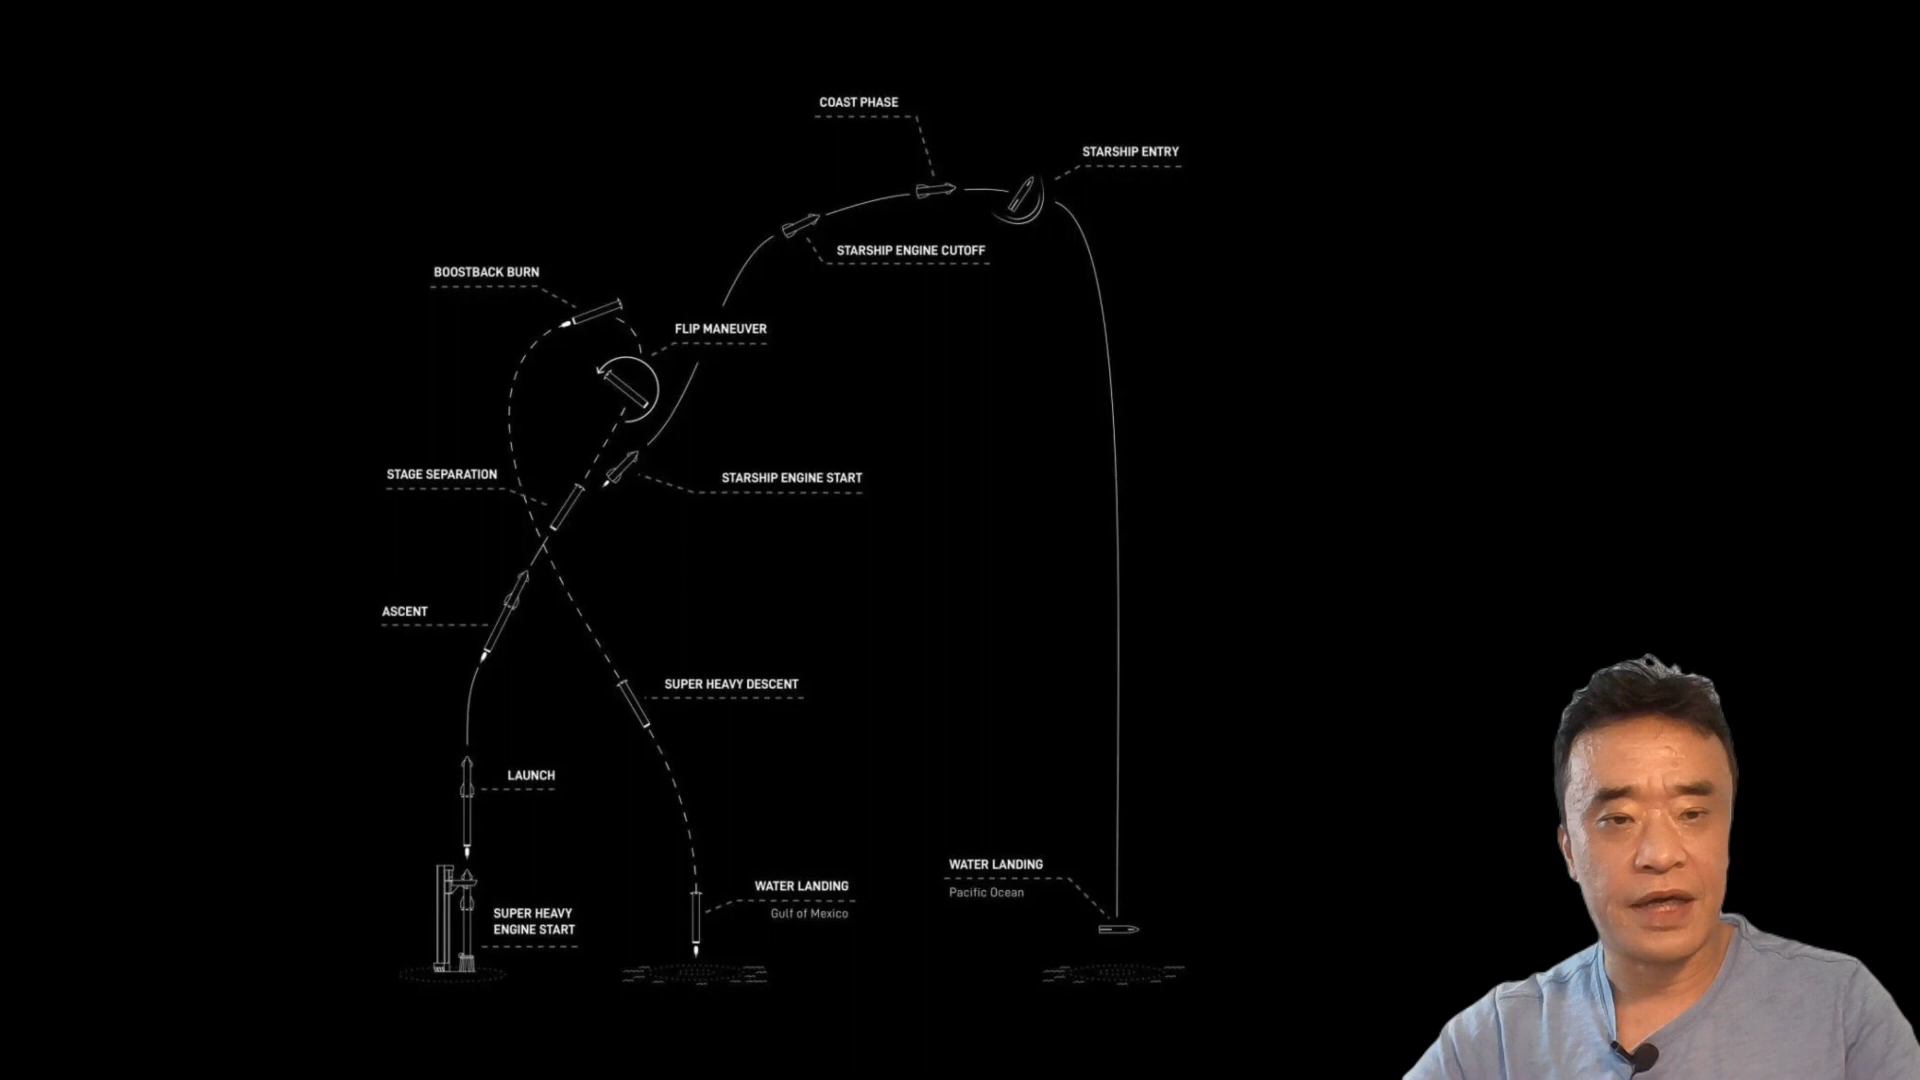 COAST PHASE
STARSHIP ENTRY
STARSHIP ENGINE CUTOFF
BOOSTBACK BURN
FLIP MANEUVER
STAGE SEPARATION
STARSHIP ENGINE START
ASCENT
SUPER HEAVY DESCENT
LAUNCH
WATER LANDING
Pacific Ocean
WATER LANDING
Gulf of Mexico
SUPER HEAVY
ENGINE START